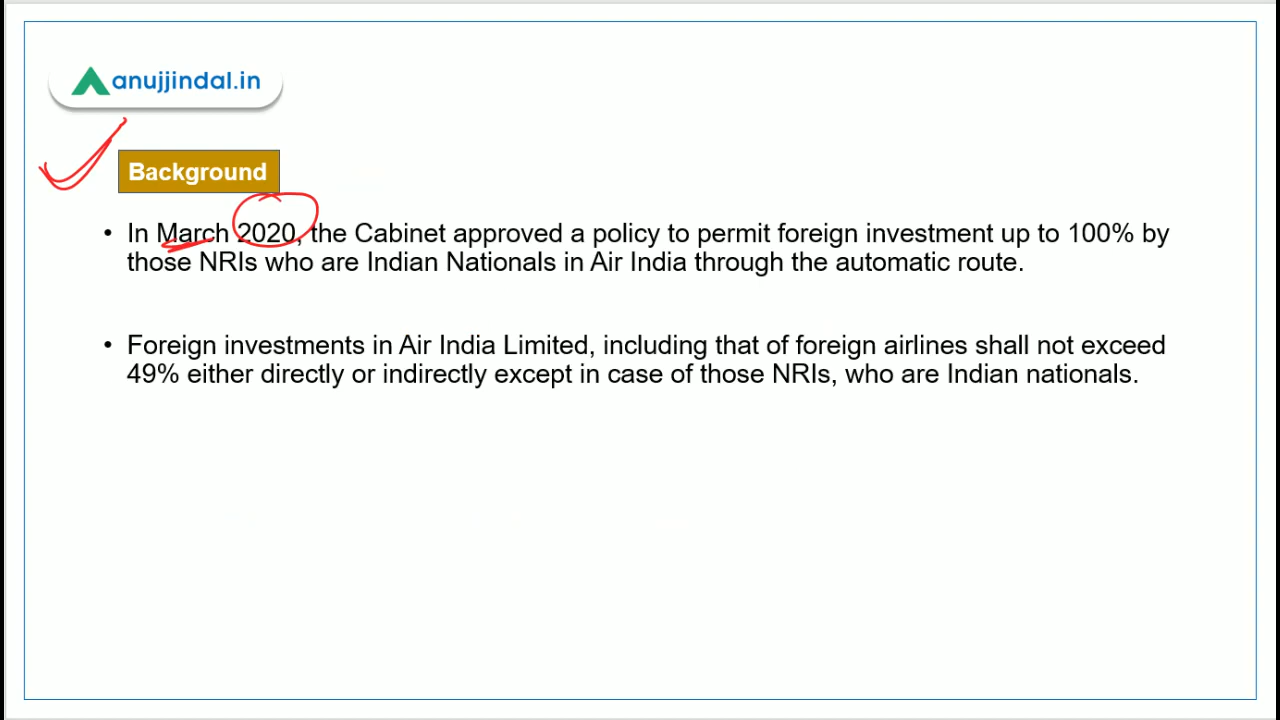 anujjindal.in
Background
• In March 2020, the Cabinet approved a policy to permit foreign investment up to 100% by
those NRIs who are Indian Nationals in Air India through the automatic route.
• Foreign investments in Air India Limited, including that of foreign airlines shall not exceed
49% either directly or indirectly except in case of those NRIs, who are Indian nationals.